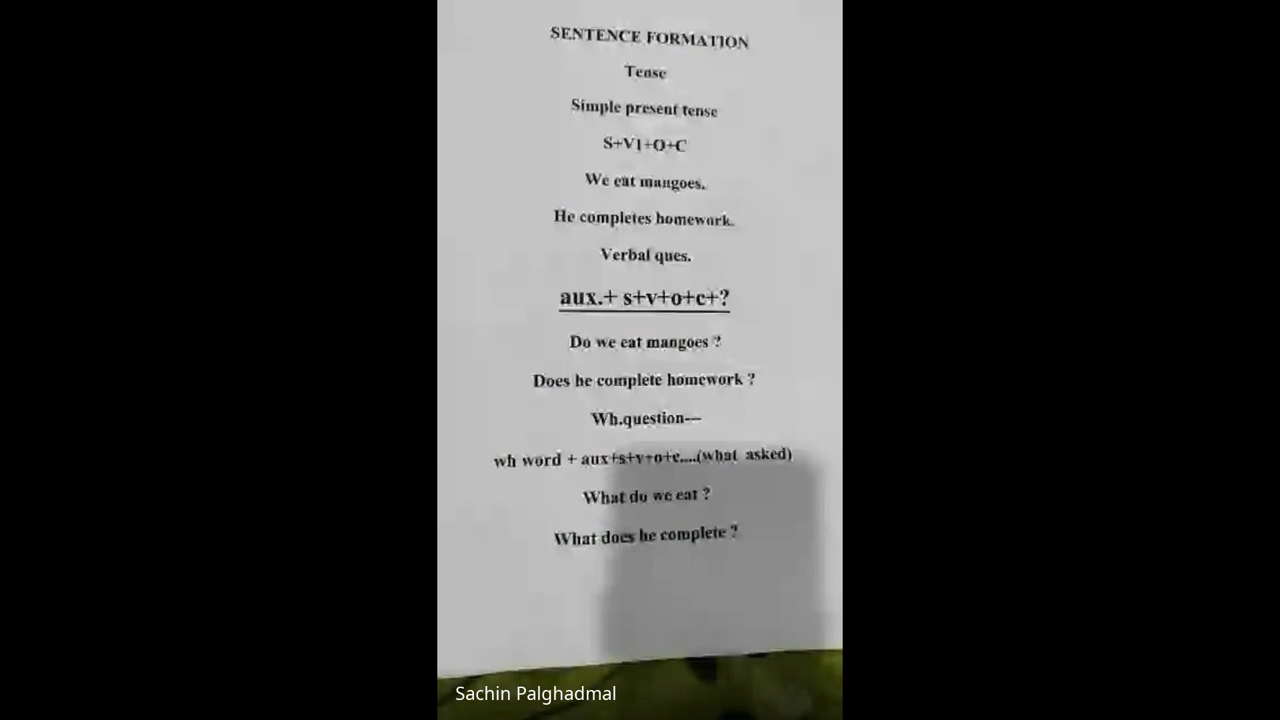 SENTENCE FORMATION
Tense
Simple present tense
S+V1+O+C
We eat mangoes.
He completes homework.
Verbal ques.
aux.+ s+v+o+c+?
Do we eat mangoes ?
Does he complete homework ?
Wh.question---
wh word + aux+s+v+o+c....(what asked)
What do we eat ?
What does he complete ?
Sachin Palghadmal